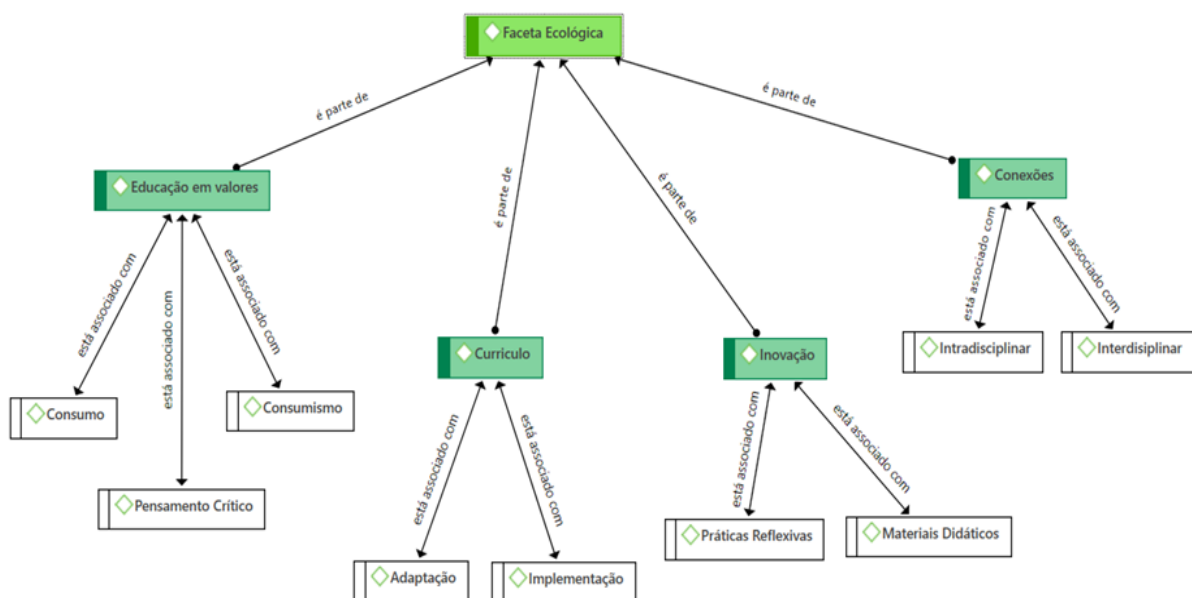 Faceta Ecológica
é parte de
é parte de
é parte de
é parte de
Educação em valores
Conexões
está associado com
está associado com
está associado com
está associado com
está associado com
Curriculo
Inovação
Intradisciplinar
Interdisiplinar
Consumo
Consumismo
está associado com
está associado com
está associado com
está associado com
Pensamento Crítico
Práticas Reflexivas
Materiais Didáticos
Adaptação
Implementação